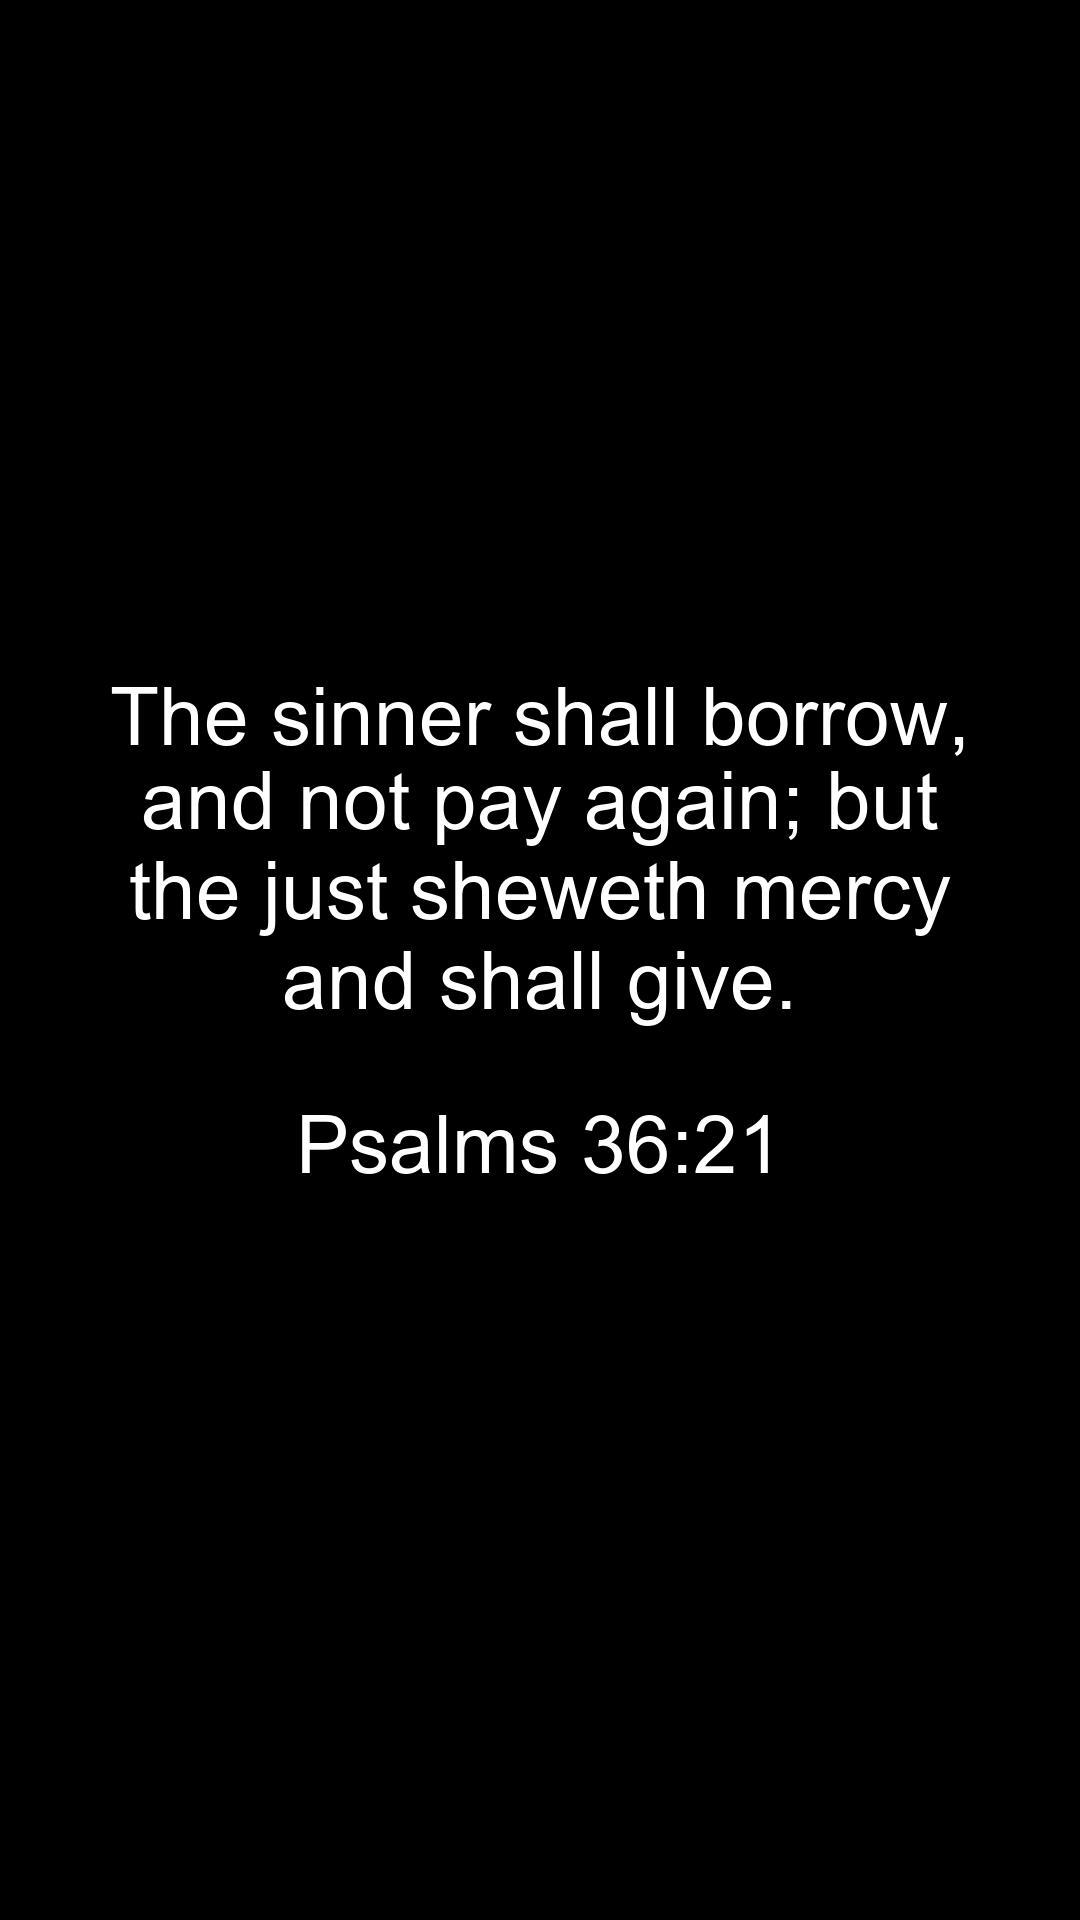 The sinner shall borrow,
and not pay again; but
the just sheweth mercy
and shall give.
Psalms 36:21